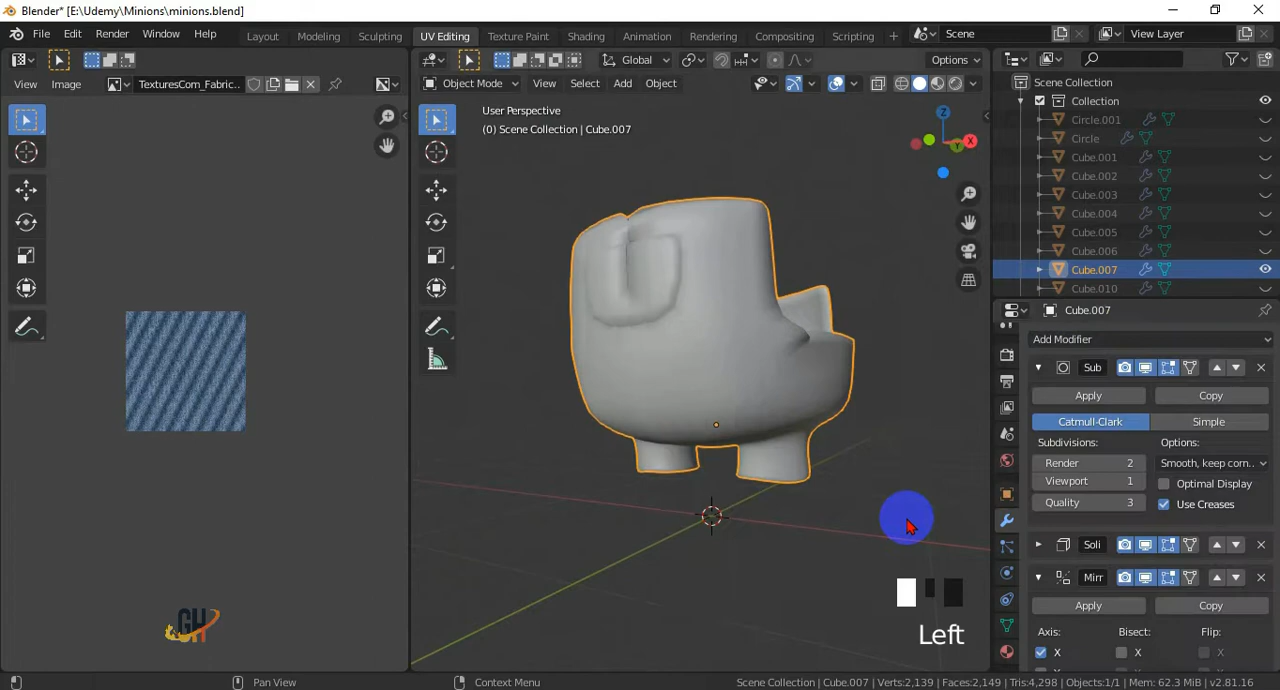 Blender* [E:\Udemy\Minions\minions.blend]
File Edit Render Window Help Layout Modeling Sculpting UV Editing Texture Paint Shading Animation Rendering Compositing Scripting + Scene View Layer
Global Options
View Image TexturesCom_Fabric.. Object Mode View Select Add Object
User Perspective
(0) Scene Collection | Cube.007
Z
X
Y
GH
Scene Collection
Collection
Circle.001
Circle
Cube.001
Cube.002
Cube.003
Cube.004
Cube.005
Cube.006
Cube.007
Cube.010
Cube.007
Add Modifier
Sub
Apply Copy
Catmull-Clark Simple
Subdivisions: Options:
Render 2 Smooth, keep corn..
Viewport 1 Optimal Display
Quality 3 Use Creases
Soli
Mirr
Apply Copy
Axis: Bisect: Flip:
X X X
Left
Pan View Context Menu Scene Collection | Cube.007 | Verts:2,139 | Faces:2,149 | Tris:4,298 | Objects:1/1 | Mem: 62.3 MiB | v2.81.16